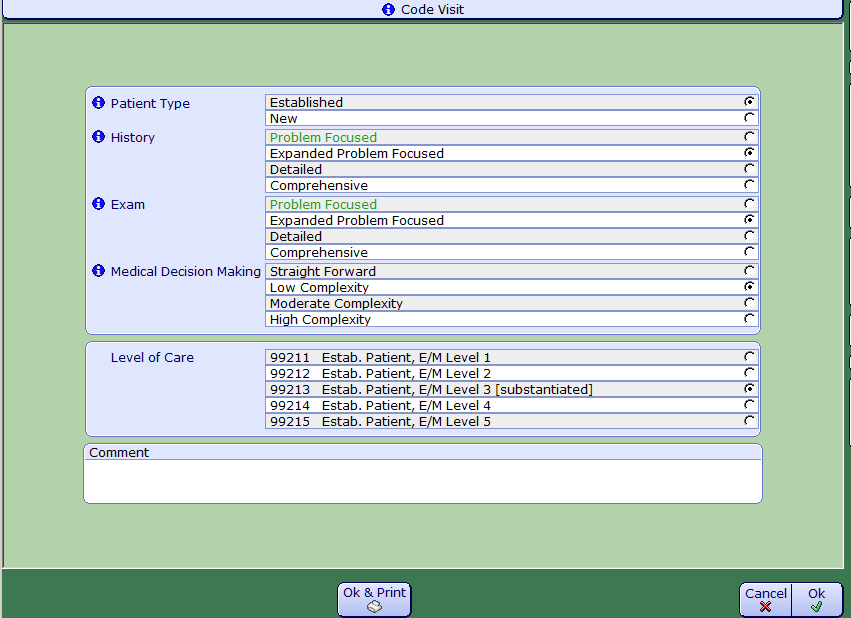 Code Visit
Patient Type
Established
New
History
Problem Focused
Expanded Problem Focused
Detailed
Comprehensive
Exam
Problem Focused
Expanded Problem Focused
Detailed
Comprehensive
Medical Decision Making
Straight Forward
Low Complexity
Moderate Complexity
High Complexity
Level of Care
99211 Estab. Patient, E/M Level 1
99212 Estab. Patient, E/M Level 2
99213 Estab. Patient, E/M Level 3 [substantiated]
99214 Estab. Patient, E/M Level 4
99215 Estab. Patient, E/M Level 5
Comment
Ok & Print
Cancel
Ok